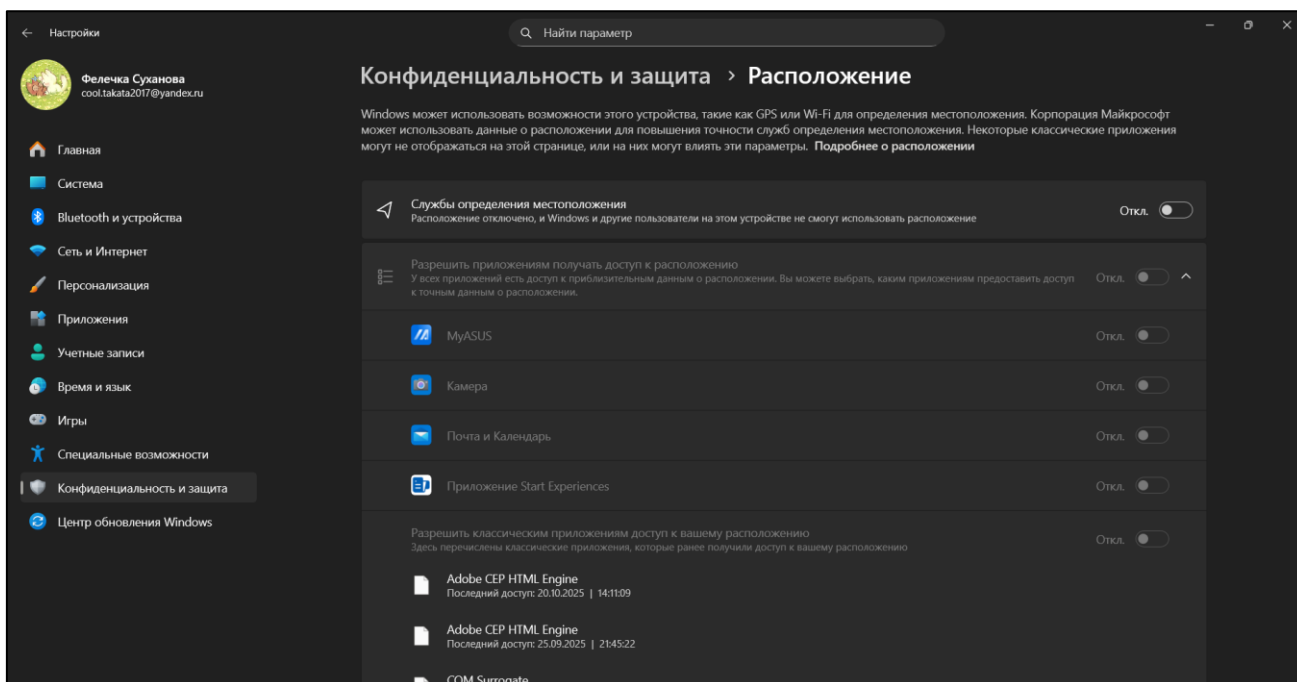 Настройки
Найти параметр
Фелечка Суханова
cool.takata2017@yandex.ru
Главная
Система
Bluetooth и устройства
Сеть и Интернет
Персонализация
Приложения
Учетные записи
Время и язык
Игры
Специальные возможности
Конфиденциальность и защита
Центр обновления Windows
Конфиденциальность и защита > Расположение
Windows может использовать возможности этого устройства, такие как GPS или Wi-Fi для определения местоположения. Корпорация Майкрософт
может использовать данные о расположении для повышения точности служб определения местоположения. Некоторые классические приложения
могут не отображаться на этой странице, или на них могут влиять эти параметры. Подробнее о расположении
Службы определения местоположения
Расположение отключено, и Windows и другие пользователи на этом устройстве не смогут использовать расположение
Откл.
Разрешить приложениям получать доступ к расположению
У всех приложений есть доступ к приблизительным данным о расположении. Вы можете выбрать, каким приложениям предоставить доступ
к точным данным о расположении.
Откл.
MyASUS
Откл.
Камера
Откл.
Почта и Календарь
Откл.
Приложение Start Experiences
Откл.
Разрешить классическим приложениям доступ к вашему расположению
Здесь перечислены классические приложения, которые ранее получили доступ к вашему расположению
Откл.
Adobe CEP HTML Engine
Последний доступ: 20.10.2025 | 14:11:09
Adobe CEP HTML Engine
Последний доступ: 25.09.2025 | 21:45:22
COM Surrogate